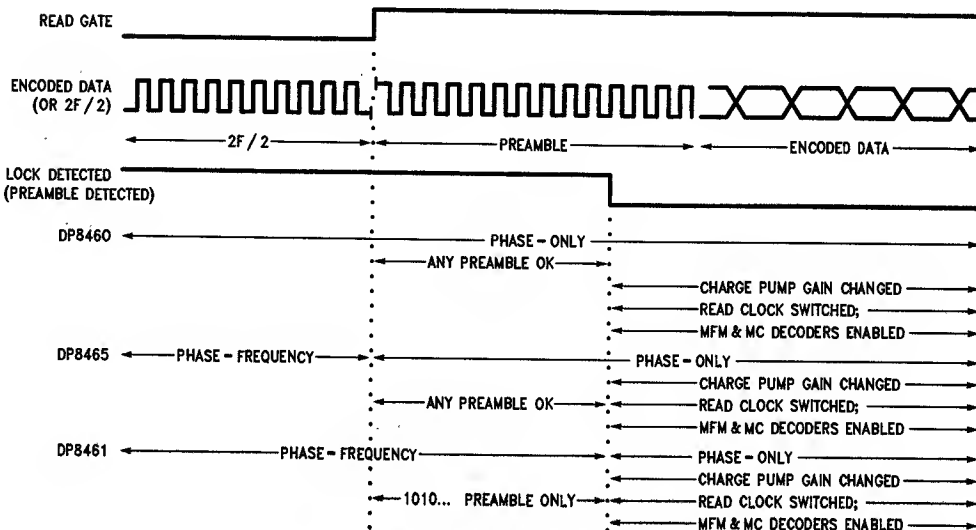 READ GATE
ENCODED DATA
(OR 2F/2)
2F/2
PREAMBLE
ENCODED DATA
LOCK DETECTED
(PREAMBLE DETECTED)
DP8460
PHASE-ONLY
ANY PREAMBLE OK
CHARGE PUMP GAIN CHANGED
READ CLOCK SWITCHED;
MFM & MC DECODERS ENABLED
DP8465
PHASE-FREQUENCY
PHASE-ONLY
CHARGE PUMP GAIN CHANGED
ANY PREAMBLE OK
READ CLOCK SWITCHED;
MFM & MC DECODERS ENABLED
DP8461
PHASE-FREQUENCY
PHASE-ONLY
CHARGE PUMP GAIN CHANGED
1010... PREAMBLE ONLY
READ CLOCK SWITCHED;
MFM & MC DECODERS ENABLED